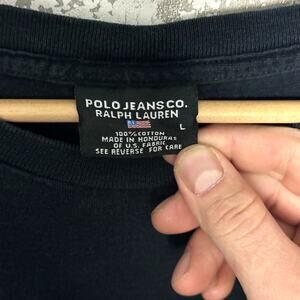 POLO JEANS CO.
RALPH LAUREN
L
100% COTTON
MADE IN HONDURAS
OF U.S. FABRIC
SEE REVERSE FOR CARE